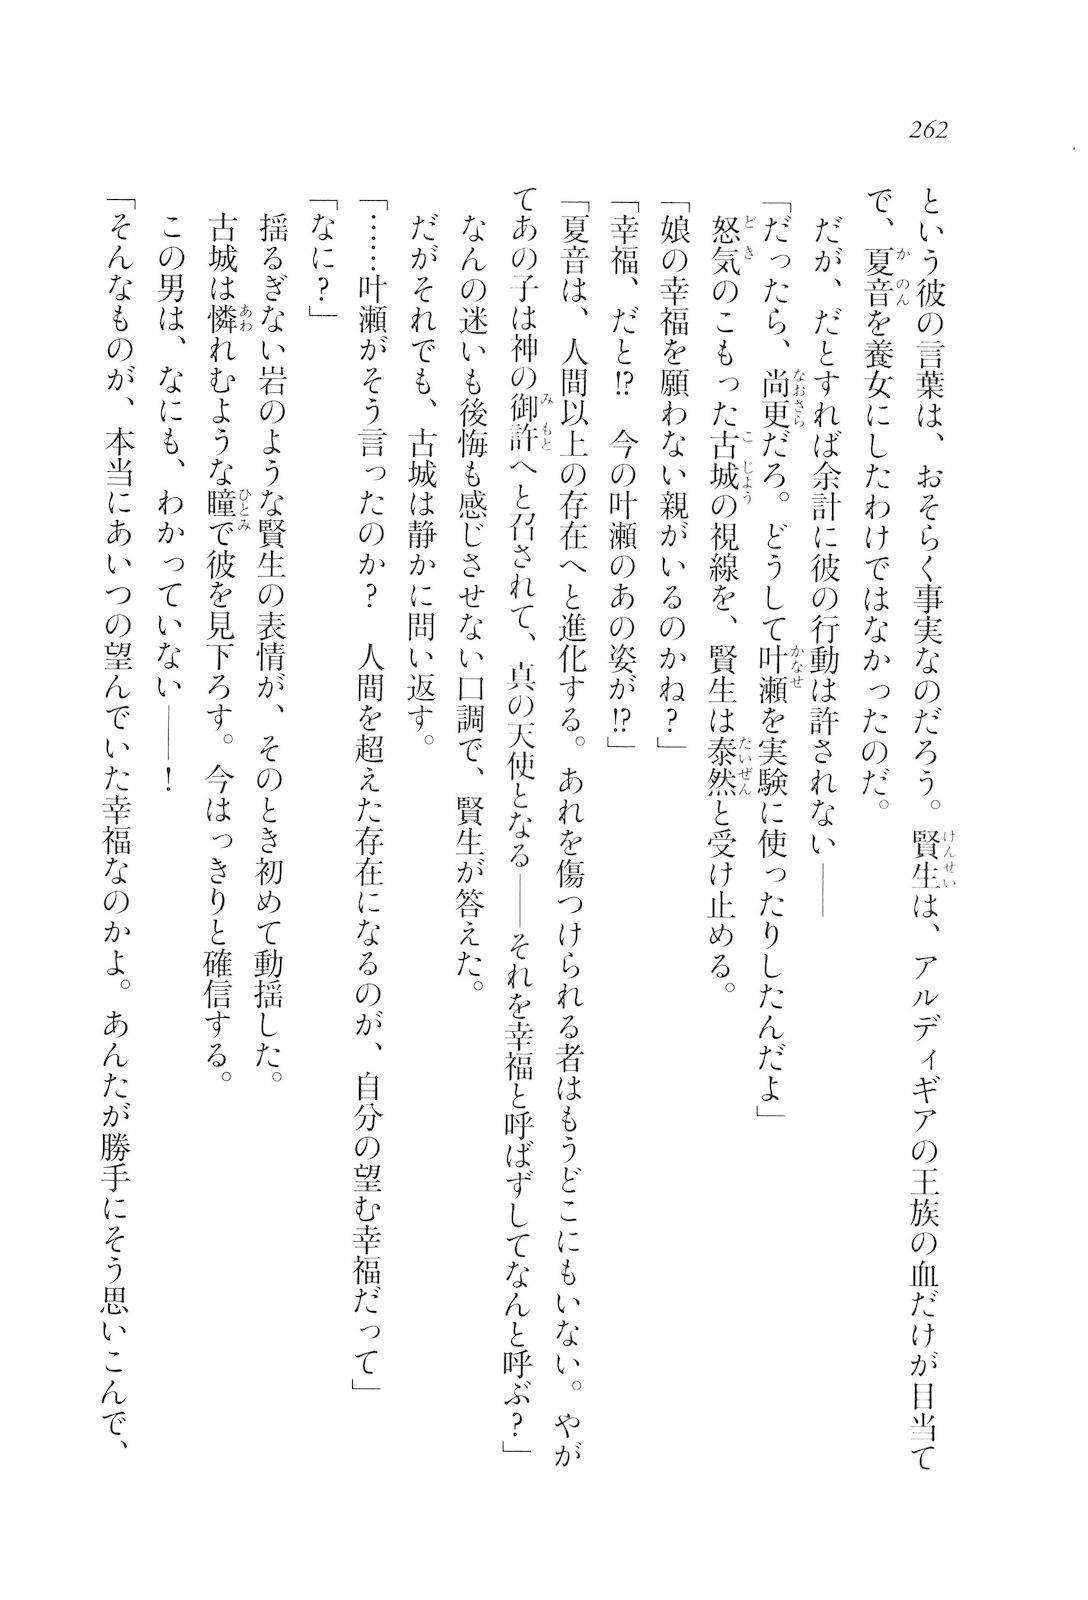 262
という彼の言葉は、おそらく事実なのだろう。賢生は、アルディギアの王族の血だけが目当て
で、夏音を養女にしたわけではなかったのだ。
だが、だとすれば余計に彼の行動は許されない――
「だったら、尚更だろ。どうして叶瀬を実験に使ったりしたんだよ」
怒気のこもった古城の視線を、賢生は泰然と受け止める。
「娘の幸福を願わない親がいるのかね？」
「幸福、だと!?　今の叶瀬のあの姿が!?」
「夏音は、人間以上の存在へと進化する。あれを傷つけられる者はもうどこにもいない。やが
てあの子は神の御許へと召されて、真の天使となる――それを幸福と呼ばずしてなんと呼ぶ？」
なんの迷いも後悔も感じさせない口調で、賢生が答えた。
だがそれでも、古城は静かに問い返す。
「……叶瀬がそう言ったのか？　人間を超えた存在になるのが、自分の望む幸福だって」
「なに？」
揺るぎない岩のような賢生の表情が、そのとき初めて動揺した。
古城は憐れむような瞳で彼を見下ろす。今はっきりと確信する。
この男は、なにも、わかっていない――！
「そんなものが、本当にあいつの望んでいた幸福なのかよ。あんたが勝手にそう思いこんで、